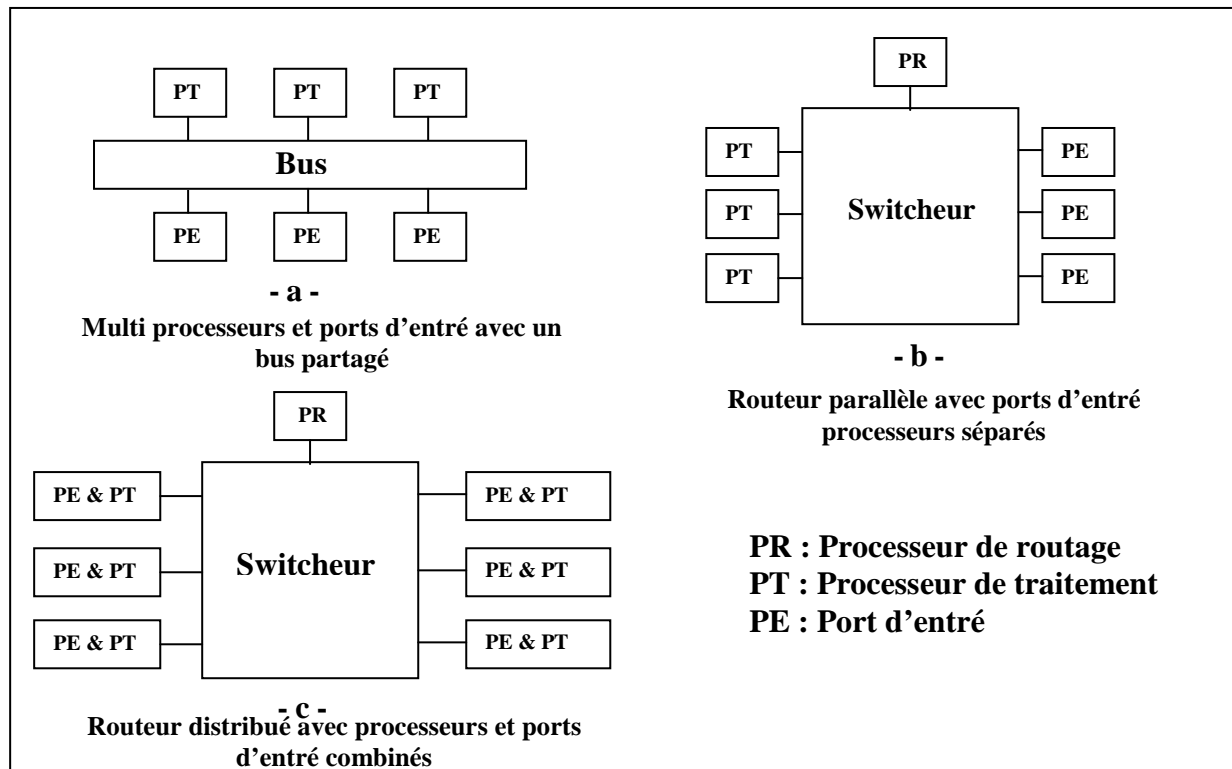 PT
PT
PT
Bus
PE
PE
PE
- a -
Multi processeurs et ports d’entré avec un
bus partagé
PR
PT
PT
PT
Switcheur
PE
PE
PE
- b -
Routeur parallèle avec ports d’entré
processeurs séparés
PR
PE & PT
PE & PT
PE & PT
Switcheur
PE & PT
PE & PT
PE & PT
- c -
Routeur distribué avec processeurs et ports
d’entré combinés
PR : Processeur de routage
PT : Processeur de traitement
PE : Port d’entré